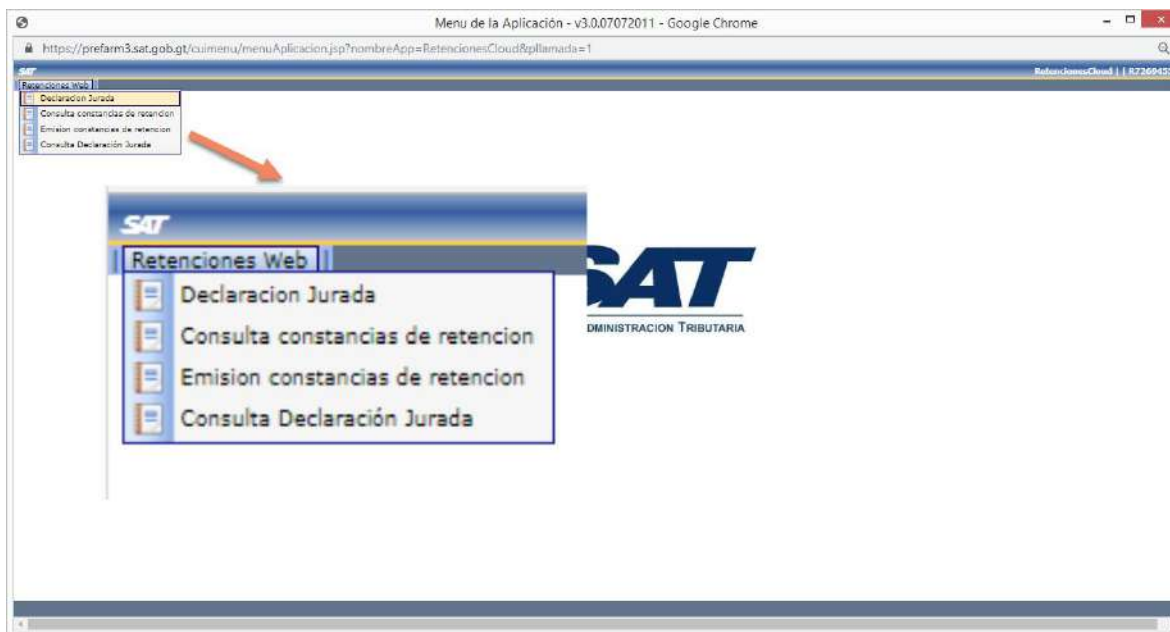 Menu de la Aplicación - v3.0.07072011 - Google Chrome
https://prefarm3.sat.gob.gt/cuimenu/menuAplicacion.jsp?nombreApp=RetencionesCloud&pllamada=1
SAT
RetencionesCloud | | R7269453
Retenciones Web
Declaracion Jurada
Consulta constancias de retencion
Emision constancias de retencion
Consulta Declaración Jurada
SAT
Retenciones Web
Declaracion Jurada
Consulta constancias de retencion
Emision constancias de retencion
Consulta Declaración Jurada
SAT
DMINISTRACION TRIBUTARIA